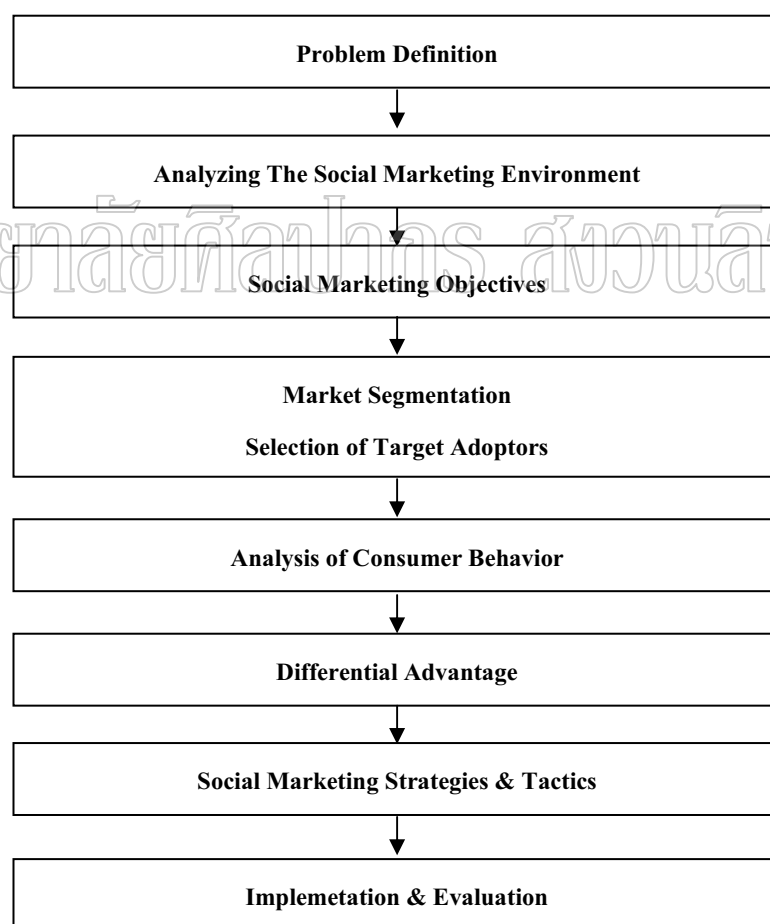 Problem Definition
Analyzing The Social Marketing Environment
Social Marketing Objectives
Market Segmentation
Selection of Target Adoptors
Analysis of Consumer Behavior
Differential Advantage
Social Marketing Strategies & Tactics
Implemetation & Evaluation